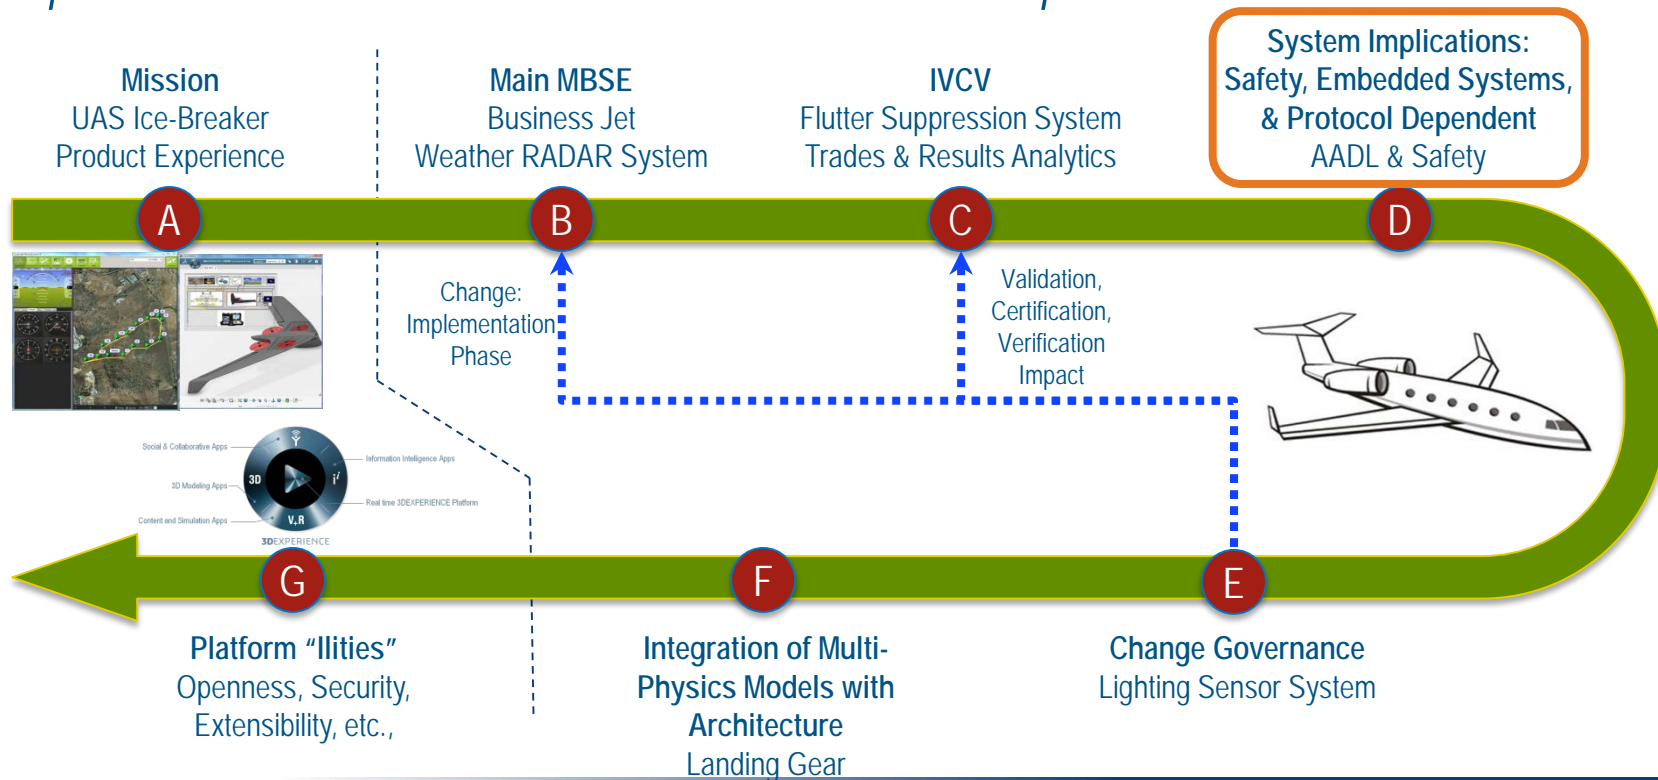 Mission
UAS Ice-Breaker
Product Experience
Main MBSE
Business Jet
Weather RADAR System
IVCV
Flutter Suppression System
Trades & Results Analytics
System Implications:
Safety, Embedded Systems,
& Protocol Dependent
AADL & Safety
A
B
C
D
Change:
Implementation
Phase
Validation,
Certification,
Verification
Impact
Social & Collaborative Apps
Information Intelligence Apps
3D Modeling Apps
Real time 3DEXPERIENCE Platform
Content and Simulation Apps
3D
i²
V+R
3DEXPERIENCE
G
F
E
Platform “Ilities”
Openness, Security,
Extensibility, etc.,
Integration of Multi-
Physics Models with
Architecture
Landing Gear
Change Governance
Lighting Sensor System